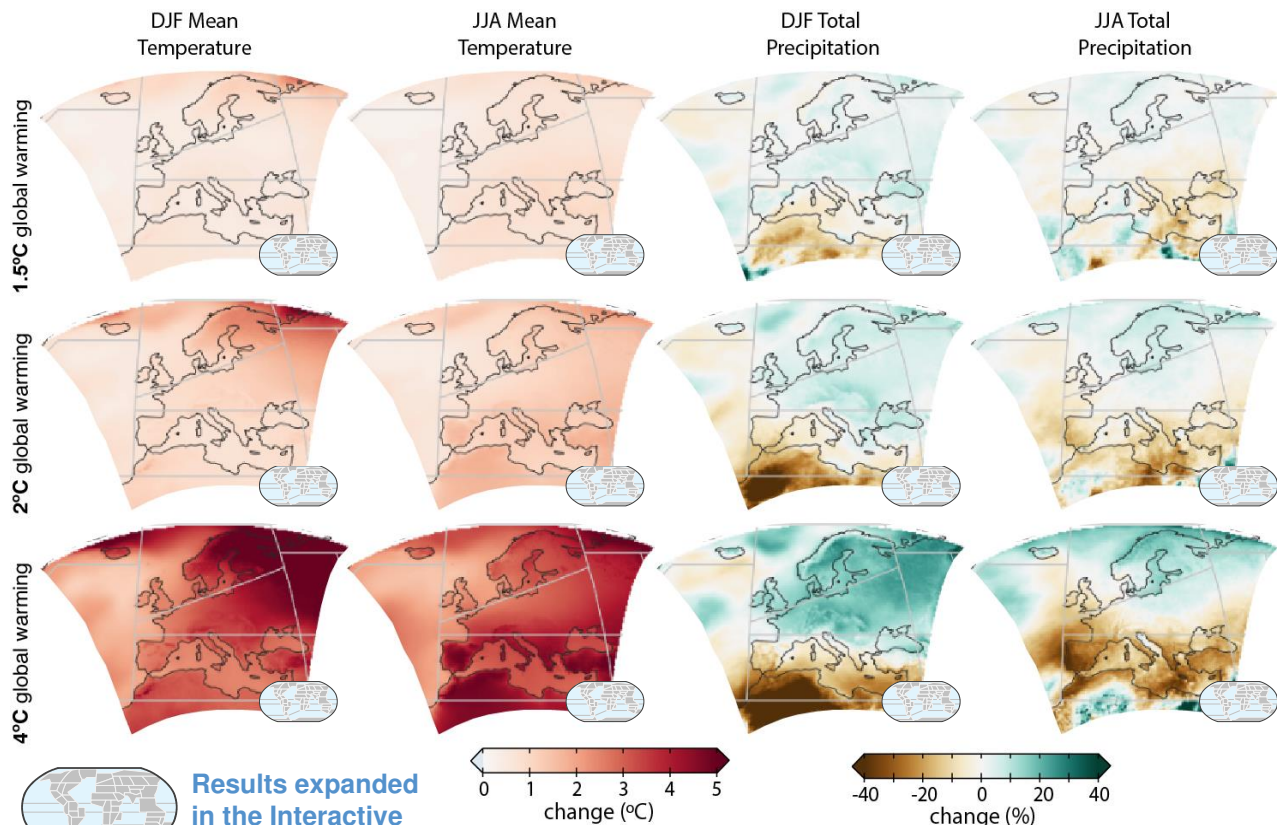 DJF Mean
Temperature
JJA Mean
Temperature
DJF Total
Precipitation
JJA Total
Precipitation
1.5ºC global warming
2ºC global warming
4ºC global warming
Results expanded
in the Interactive
0 1 2 3 4 5
change (ºC)
-40 -20 0 20 40
change (%)